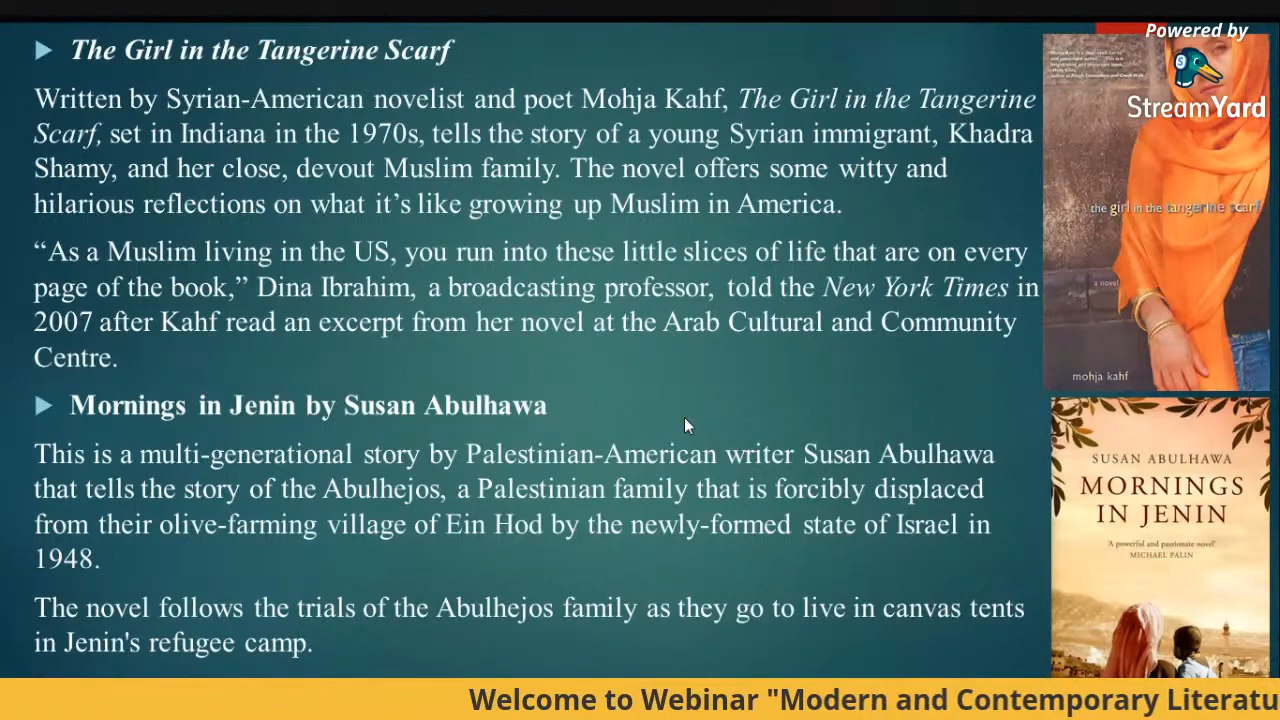 The Girl in the Tangerine Scarf
Written by Syrian-American novelist and poet Mohja Kahf, The Girl in the Tangerine
Scarf, set in Indiana in the 1970s, tells the story of a young Syrian immigrant, Khadra
Shamy, and her close, devout Muslim family. The novel offers some witty and
hilarious reflections on what it’s like growing up Muslim in America.
“As a Muslim living in the US, you run into these little slices of life that are on every
page of the book,” Dina Ibrahim, a broadcasting professor, told the New York Times in
2007 after Kahf read an excerpt from her novel at the Arab Cultural and Community
Centre.
Mornings in Jenin by Susan Abulhawa
This is a multi-generational story by Palestinian-American writer Susan Abulhawa
that tells the story of the Abulhejos, a Palestinian family that is forcibly displaced
from their olive-farming village of Ein Hod by the newly-formed state of Israel in
1948.
The novel follows the trials of the Abulhejos family as they go to live in canvas tents
in Jenin's refugee camp.
Powered by
StreamYard
the girl in the tangerine scarf
a novel
mohja kahf
SUSAN ABULHAWA
MORNINGS
IN JENIN
'A powerful and passionate novel'
MICHAEL PALIN
Welcome to Webinar "Modern and Contemporary Literatu